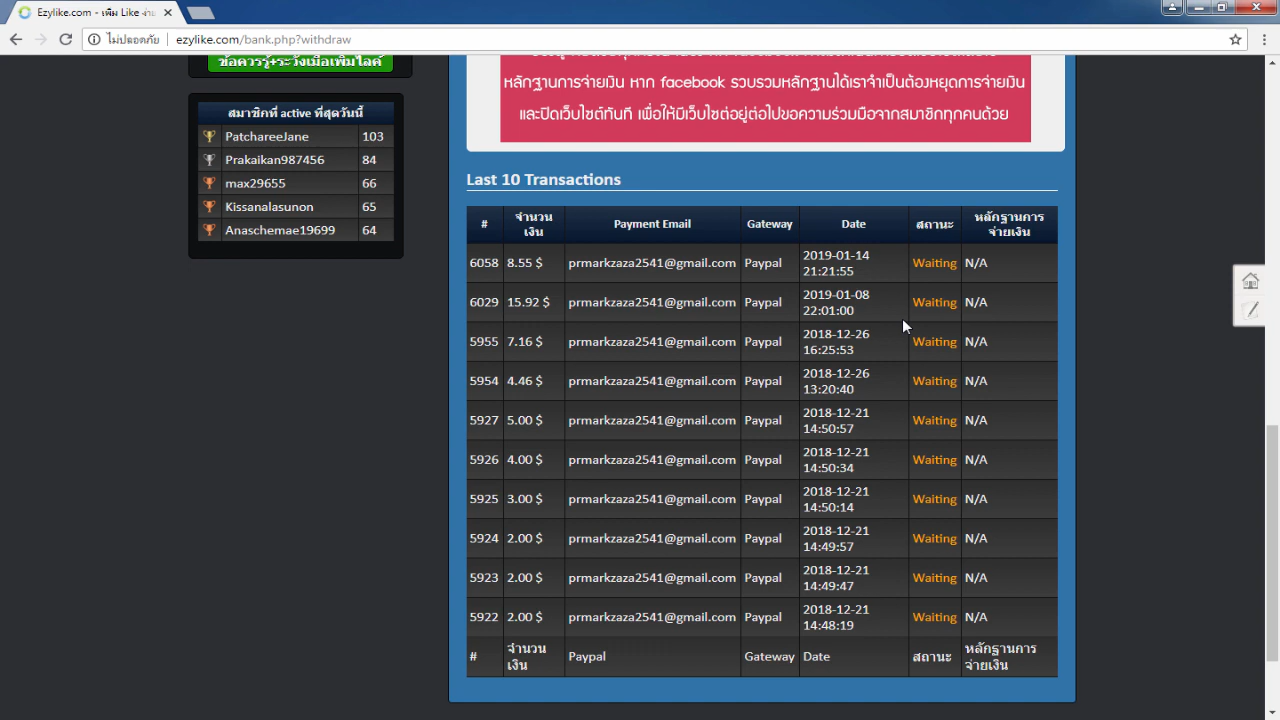 Ezylike.com - เพิ่ม Like
ไม่ปลอดภัย
ezylike.com/bank.php?withdraw
ข้อควรรู้+ระวังเมื่อเพิ่มไลค์
สมาชิกที่ active ที่สุดวันนี้
PatchareeJane 103
Prakaikan987456 84
max29655 66
Kissanalasunon 65
Anaschemae19699 64
หลักฐานการจ่ายเงิน หาก facebook รวบรวมหลักฐานได้เราจำเป็นต้องหยุดการจ่ายเงิน
และปิดเว็บไซต์ทันที เพื่อให้มีเว็บไซต์อยู่ต่อไปขอความร่วมมือจากสมาชิกทุกคนด้วย
Last 10 Transactions
# จำนวนเงิน Payment Email Gateway Date สถานะ หลักฐานการจ่ายเงิน
6058 8.55 $ prmarkzaza2541@gmail.com Paypal 2019-01-14 21:21:55 Waiting N/A
6029 15.92 $ prmarkzaza2541@gmail.com Paypal 2019-01-08 22:01:00 Waiting N/A
5955 7.16 $ prmarkzaza2541@gmail.com Paypal 2018-12-26 16:25:53 Waiting N/A
5954 4.46 $ prmarkzaza2541@gmail.com Paypal 2018-12-26 13:20:40 Waiting N/A
5927 5.00 $ prmarkzaza2541@gmail.com Paypal 2018-12-21 14:50:57 Waiting N/A
5926 4.00 $ prmarkzaza2541@gmail.com Paypal 2018-12-21 14:50:34 Waiting N/A
5925 3.00 $ prmarkzaza2541@gmail.com Paypal 2018-12-21 14:50:14 Waiting N/A
5924 2.00 $ prmarkzaza2541@gmail.com Paypal 2018-12-21 14:49:57 Waiting N/A
5923 2.00 $ prmarkzaza2541@gmail.com Paypal 2018-12-21 14:49:47 Waiting N/A
5922 2.00 $ prmarkzaza2541@gmail.com Paypal 2018-12-21 14:48:19 Waiting N/A
# จำนวนเงิน Paypal Gateway Date สถานะ หลักฐานการจ่ายเงิน